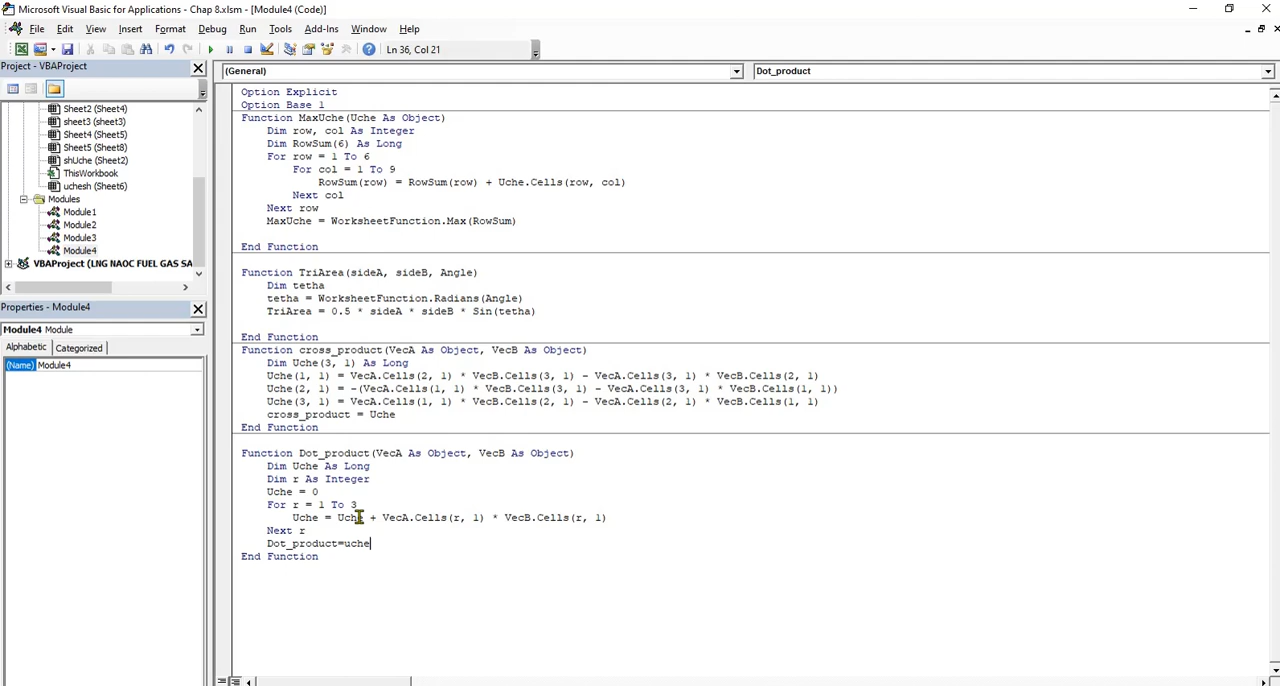 Microsoft Visual Basic for Applications - Chap 8.xlsm - [Module4 (Code)]
File Edit View Insert Format Debug Run Tools Add-Ins Window Help
Ln 36, Col 21
Project - VBAProject
Sheet2 (Sheet4)
sheet3 (sheet3)
Sheet4 (Sheet5)
Sheet5 (Sheet8)
shUche (Sheet2)
ThisWorkbook
uchesh (Sheet6)
Modules
Module1
Module2
Module3
Module4
VBAProject (LNG NAOC FUEL GAS SA
Properties - Module4
Module4 Module
Alphabetic Categorized
(Name) Module4
(General) Dot_product
Option Explicit
Option Base 1
Function MaxUche(Uche As Object)
Dim row, col As Integer
Dim RowSum(6) As Long
For row = 1 To 6
For col = 1 To 9
RowSum(row) = RowSum(row) + Uche.Cells(row, col)
Next col
Next row
MaxUche = WorksheetFunction.Max(RowSum)
End Function
Function TriArea(sideA, sideB, Angle)
Dim tetha
tetha = WorksheetFunction.Radians(Angle)
TriArea = 0.5 * sideA * sideB * Sin(tetha)
End Function
Function cross_product(VecA As Object, VecB As Object)
Dim Uche(3, 1) As Long
Uche(1, 1) = VecA.Cells(2, 1) * VecB.Cells(3, 1) - VecA.Cells(3, 1) * VecB.Cells(2, 1)
Uche(2, 1) = -(VecA.Cells(1, 1) * VecB.Cells(3, 1) - VecA.Cells(3, 1) * VecB.Cells(1, 1))
Uche(3, 1) = VecA.Cells(1, 1) * VecB.Cells(2, 1) - VecA.Cells(2, 1) * VecB.Cells(1, 1)
cross_product = Uche
End Function
Function Dot_product(VecA As Object, VecB As Object)
Dim Uche As Long
Dim r As Integer
Uche = 0
For r = 1 To 3
Uche = Uche + VecA.Cells(r, 1) * VecB.Cells(r, 1)
Next r
Dot_product=uche
End Function